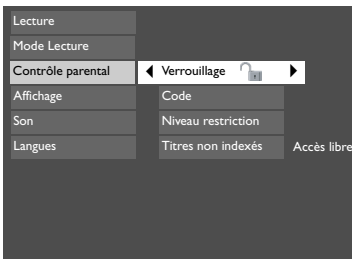 Lecture
Mode Lecture
Contrôle parental Verrouillage
Affichage Code
Son Niveau restriction
Langues Titres non indexés Accès libre